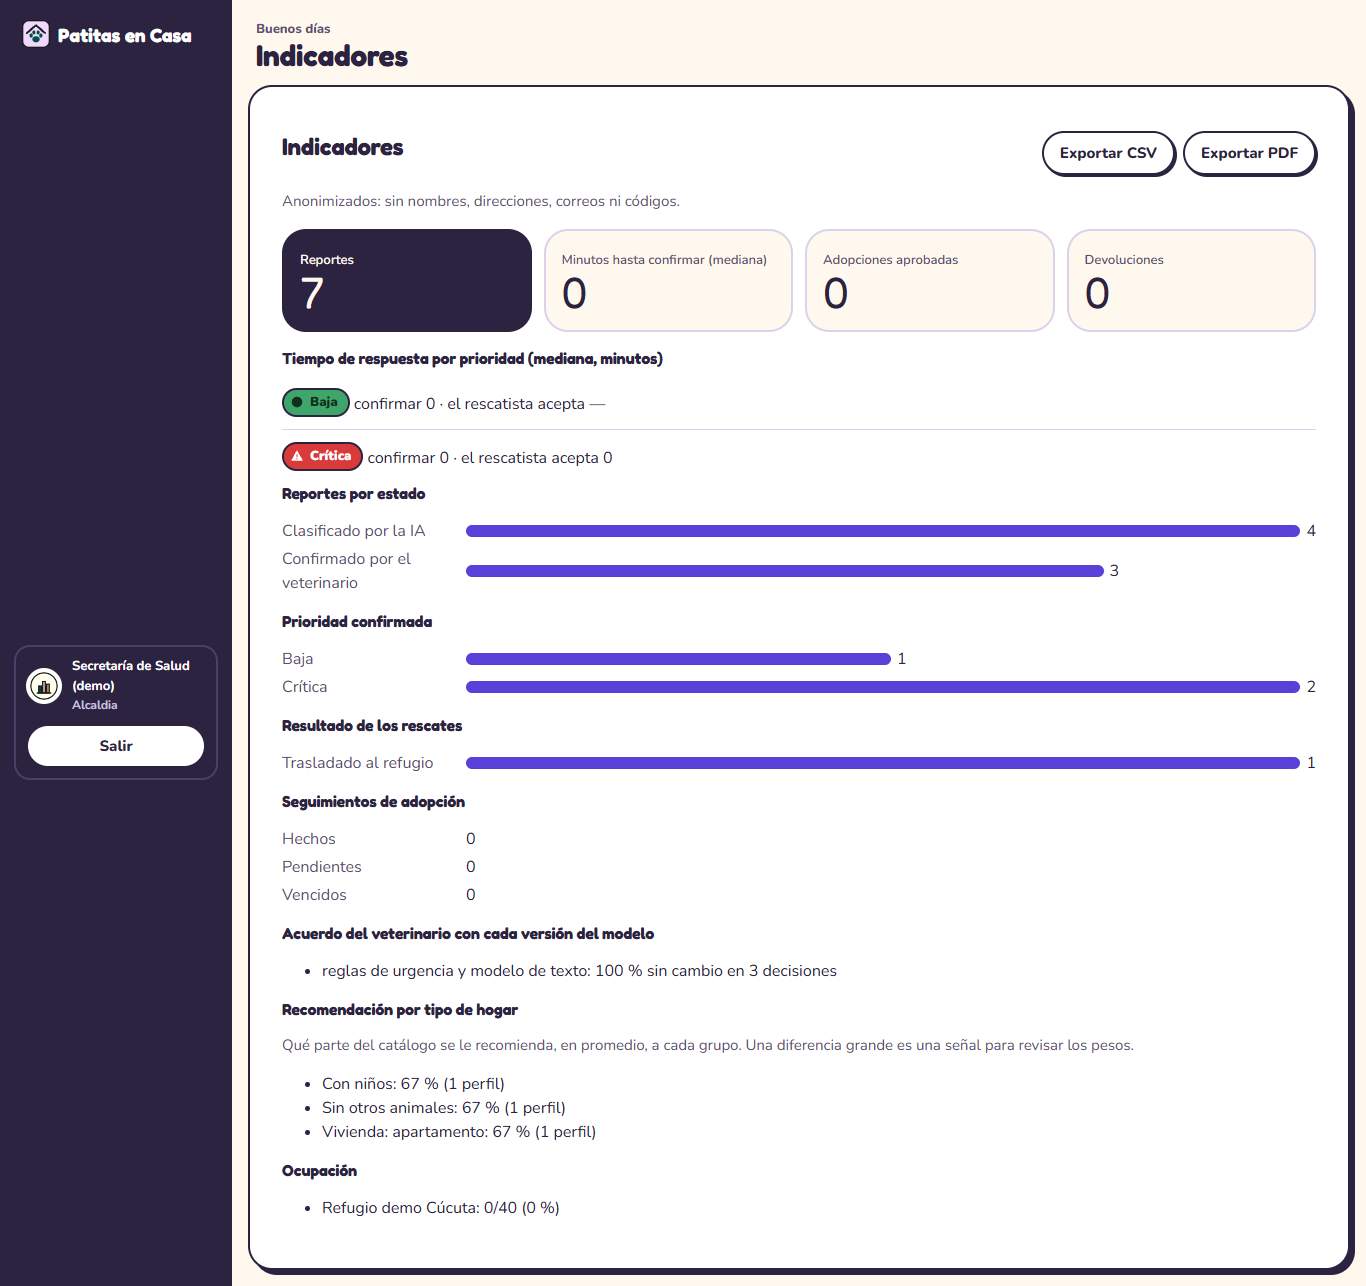 Patitas en Casa
Buenos días
Indicadores
Indicadores
Exportar CSV
Exportar PDF
Anonimizados: sin nombres, direcciones, correos ni códigos.
Reportes
7
Minutos hasta confirmar (mediana)
0
Adopciones aprobadas
0
Devoluciones
0
Tiempo de respuesta por prioridad (mediana, minutos)
Baja confirmar 0 · el rescatista acepta —
Crítica confirmar 0 · el rescatista acepta 0
Reportes por estado
Clasificado por la IA 4
Confirmado por el
veterinario 3
Prioridad confirmada
Baja 1
Crítica 2
Resultado de los rescates
Trasladado al refugio 1
Seguimientos de adopción
Hechos 0
Pendientes 0
Vencidos 0
Acuerdo del veterinario con cada versión del modelo
• reglas de urgencia y modelo de texto: 100 % sin cambio en 3 decisiones
Recomendación por tipo de hogar
Qué parte del catálogo se le recomienda, en promedio, a cada grupo. Una diferencia grande es una señal para revisar los pesos.
• Con niños: 67 % (1 perfil)
• Sin otros animales: 67 % (1 perfil)
• Vivienda: apartamento: 67 % (1 perfil)
Ocupación
• Refugio demo Cúcuta: 0/40 (0 %)
Secretaría de Salud
(demo)
Alcaldia
Salir